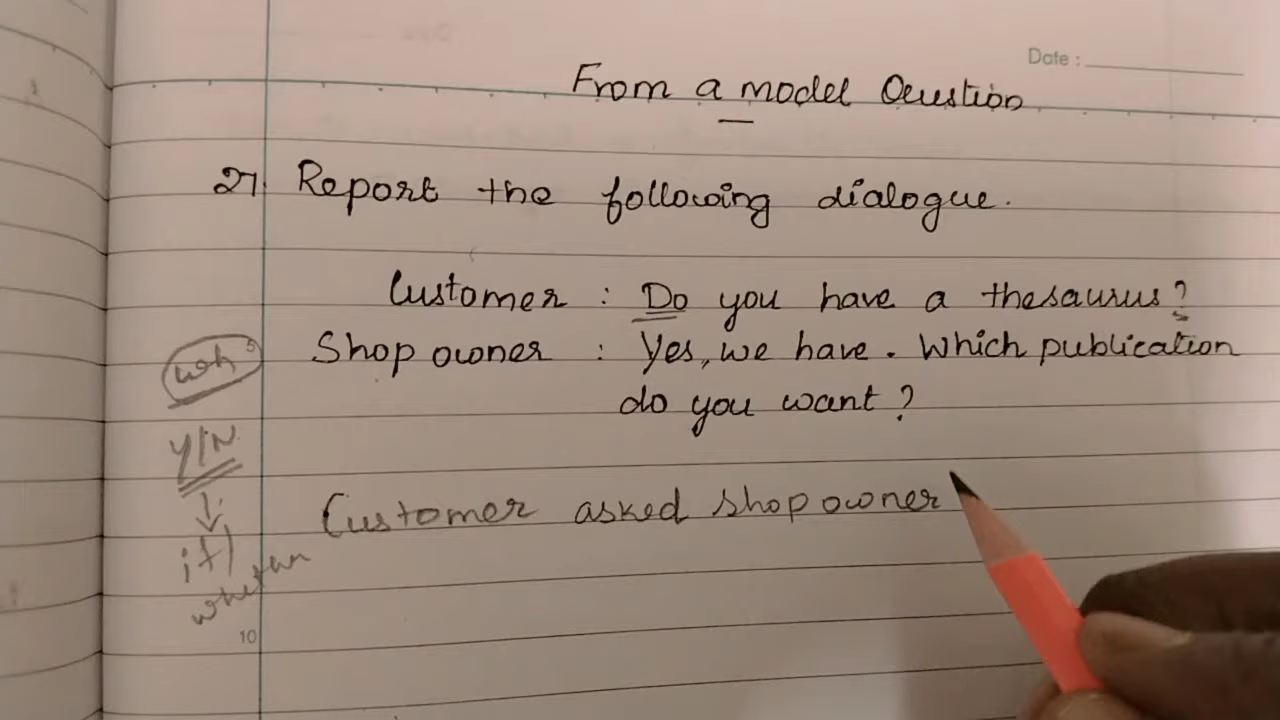 Date :
From a model Qeustion
27 Report the following dialogue.
Customer : Do you have a thesaurus?
Shop owner : Yes, we have. Which publication
do you want?
wh
Y/N
Customer asked shop owner
if)
whether
10